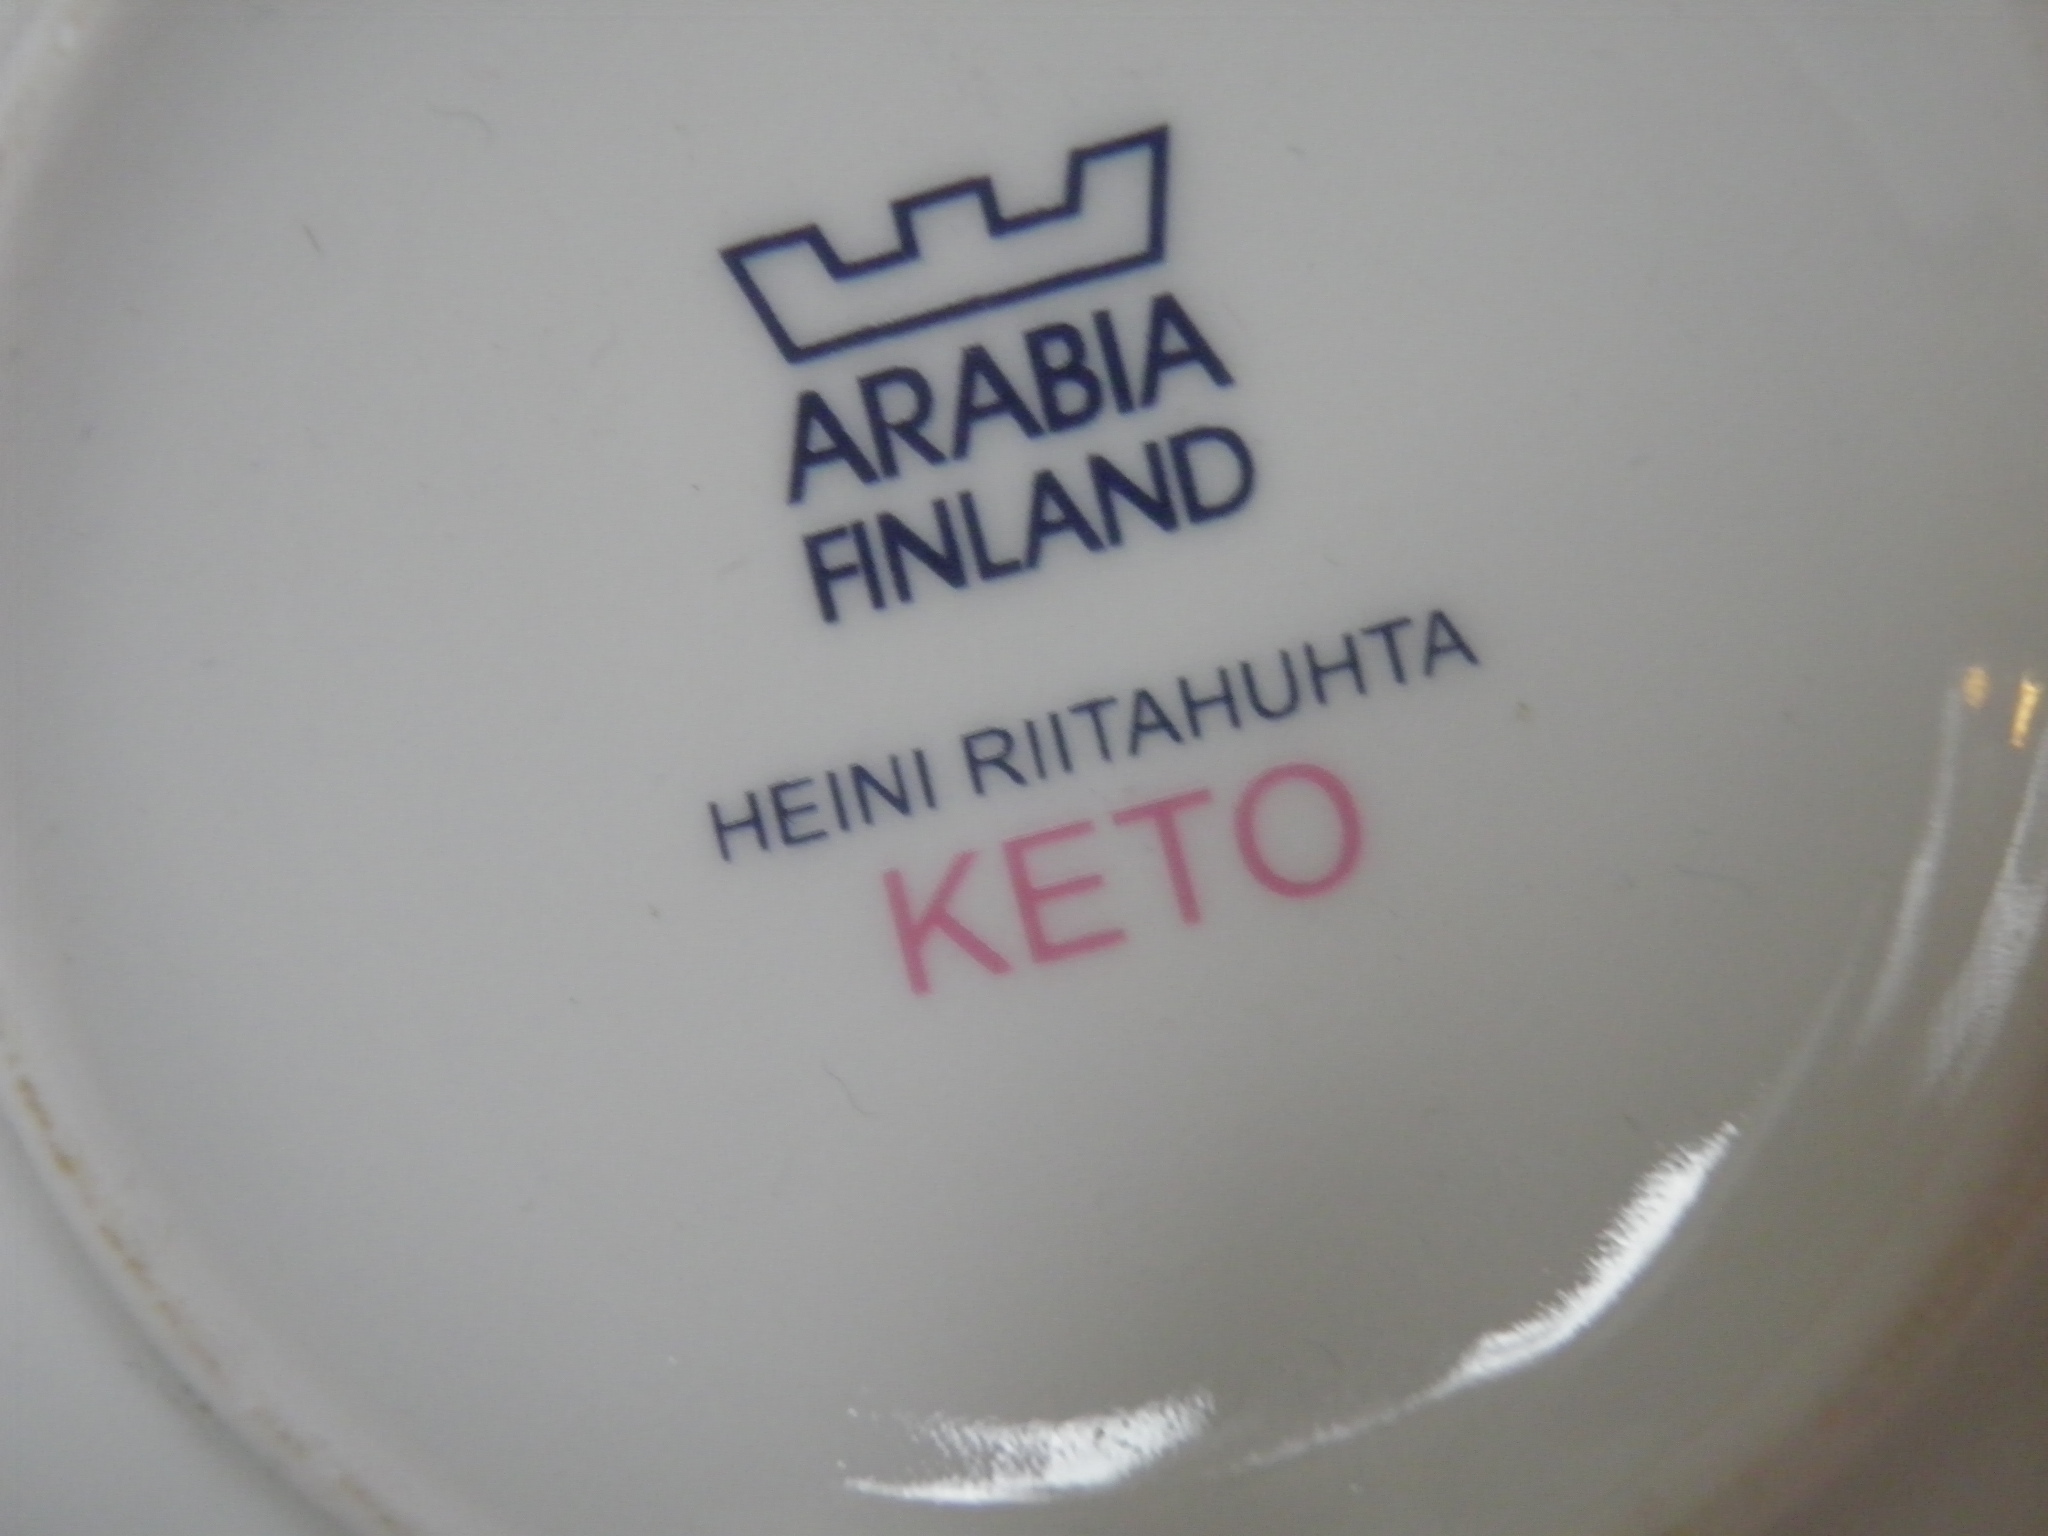 ARABIA
FINLAND
HEINI RIITAHUHTA
KETO